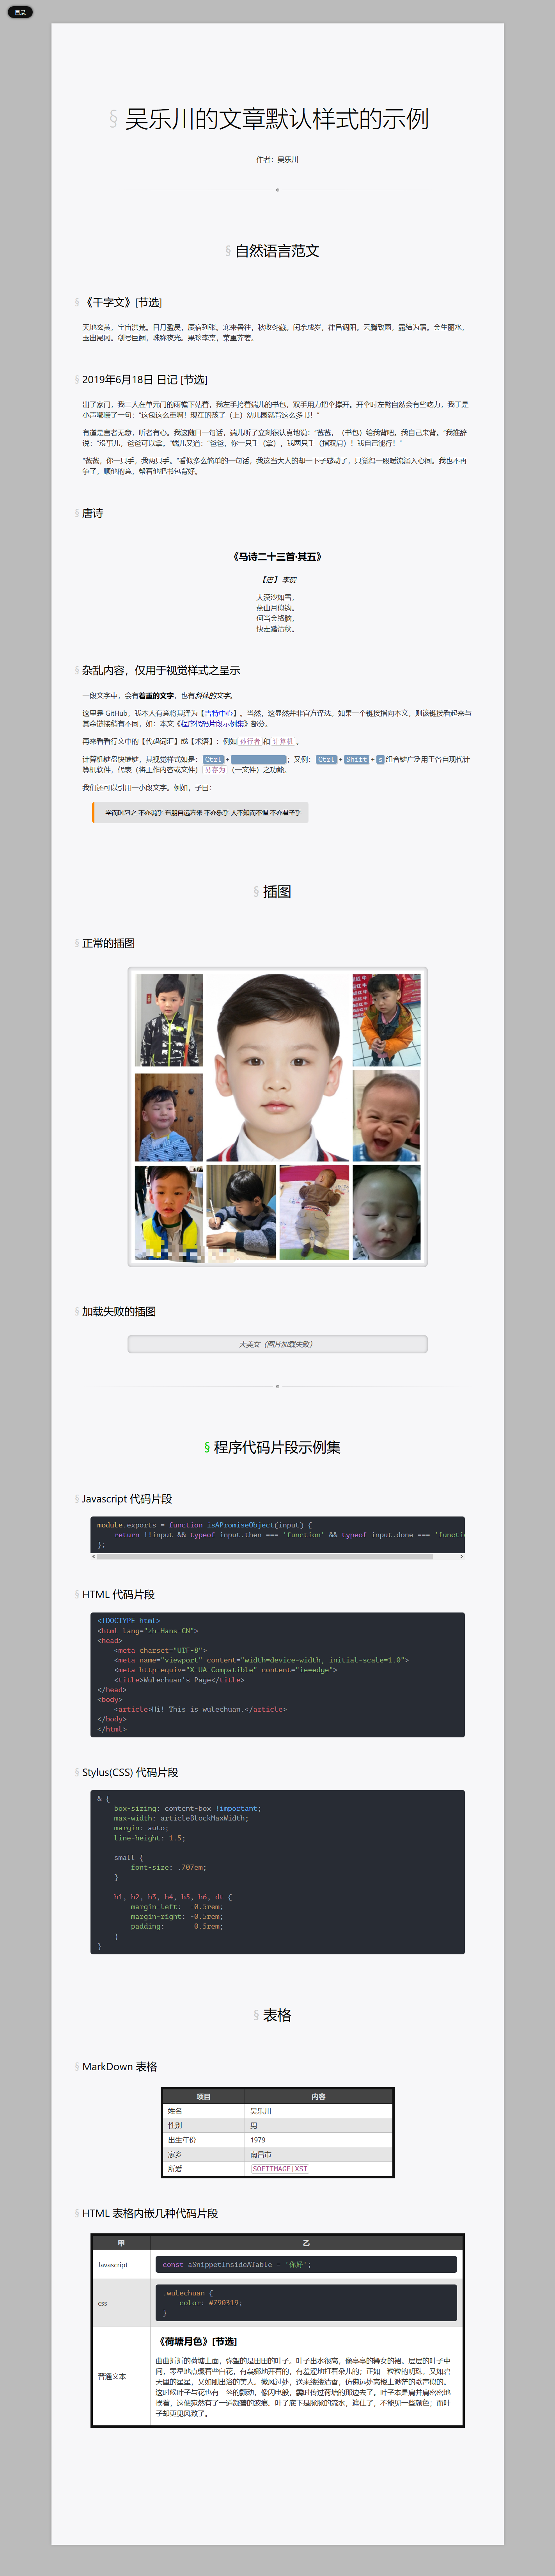 目录
§ 吴乐川的文章默认样式的示例
作者：吴乐川
§ 自然语言范文
§ 《千字文》[节选]
天地玄黄，宇宙洪荒。日月盈昃，辰宿列张。寒来暑往，秋收冬藏。闰余成岁，律吕调阳。云腾致雨，露结为霜。金生丽水，
玉出昆冈。剑号巨阙，珠称夜光。果珍李柰，菜重芥姜。
§ 2019年6月18日 日记 [节选]
出了家门，我二人在单元门的雨檐下站着，我左手挎着端儿的书包，双手用力把伞撑开。开伞时左臂自然会有些吃力，我于是
小声嘟囔了一句：“这包这么重啊！现在的孩子（上）幼儿园就背这么多书！”
有道是言者无意，听者有心。我这随口一句话，端儿听了立刻很认真地说：“爸爸，（书包）给我背吧。我自己来背。”我推辞
说：“没事儿，爸爸可以拿。”端儿又道：“爸爸，你一只手（拿），我两只手（指双肩）！我自己能行！”
“爸爸，你一只手，我两只手。”看似多么简单的一句话，我这当大人的却一下子感动了，只觉得一股暖流涌入心间。我也不再
争了，顺他的意，帮着他把书包背好。
§ 唐诗
《马诗二十三首·其五》
【唐】 李贺
大漠沙如雪，
燕山月似钩。
何当金络脑，
快走踏清秋。
§ 杂乱内容，仅用于视觉样式之呈示
一段文字中，会有着重的文字，也有斜体的文字。
这里是 GitHub，我本人有意将其译为【吉特中心】。当然，这显然并非官方译法。如果一个链接指向本文，则该链接看起来与
其余链接稍有不同，如：本文《程序代码片段示例集》部分。
再来看看行文中的【代码词汇】或【术语】：例如 孙行者 和 计算机 。
计算机键盘快捷键，其视觉样式如是： Ctrl +  ；又例： Ctrl + Shift + s 组合键广泛用于各自现代计
算机软件，代表（将工作内容或文件） 另存为 （一文件）之功能。
我们还可以引用一小段文字。例如，子曰：
学而时习之 不亦说乎 有朋自远方来 不亦乐乎 人不知而不愠 不亦君子乎
§ 插图
§ 正常的插图
§ 加载失败的插图
大美女（图片加载失败）
§ 程序代码片段示例集
§ Javascript 代码片段
module.exports = function isAPromiseObject(input) {
    return !!input && typeof input.then === 'function' && typeof input.done === 'functio
};
§ HTML 代码片段
<!DOCTYPE html>
<html lang="zh-Hans-CN">
<head>
    <meta charset="UTF-8">
    <meta name="viewport" content="width=device-width, initial-scale=1.0">
    <meta http-equiv="X-UA-Compatible" content="ie=edge">
    <title>Wulechuan's Page</title>
</head>
<body>
    <article>Hi! This is wulechuan.</article>
</body>
</html>
§ Stylus(CSS) 代码片段
& {
    box-sizing: content-box !important;
    max-width: articleBlockMaxWidth;
    margin: auto;
    line-height: 1.5;
    small {
        font-size: .707em;
    }
    h1, h2, h3, h4, h5, h6, dt {
        margin-left:  -0.5rem;
        margin-right: -0.5rem;
        padding:       0.5rem;
    }
}
§ 表格
§ MarkDown 表格
项目 内容
姓名 吴乐川
性别 男
出生年份 1979
家乡 南昌市
所爱 SOFTIMAGE|XSI
§ HTML 表格内嵌几种代码片段
甲 乙
Javascript const aSnippetInsideATable = '你好';
css
.wulechuan {
    color: #790319;
}
普通文本
《荷塘月色》[节选]
曲曲折折的荷塘上面，弥望的是田田的叶子。叶子出水很高，像亭亭的舞女的裙。层层的叶子中
间，零星地点缀着些白花，有袅娜地开着的，有羞涩地打着朵儿的；正如一粒粒的明珠，又如碧
天里的星星，又如刚出浴的美人。微风过处，送来缕缕清香，仿佛远处高楼上渺茫的歌声似的。
这时候叶子与花也有一丝的颤动，像闪电般，霎时传过荷塘的那边去了。叶子本是肩并肩密密地
挨着，这便宛然有了一道凝碧的波痕。叶子底下是脉脉的流水，遮住了，不能见一些颜色；而叶
子却更见风致了。